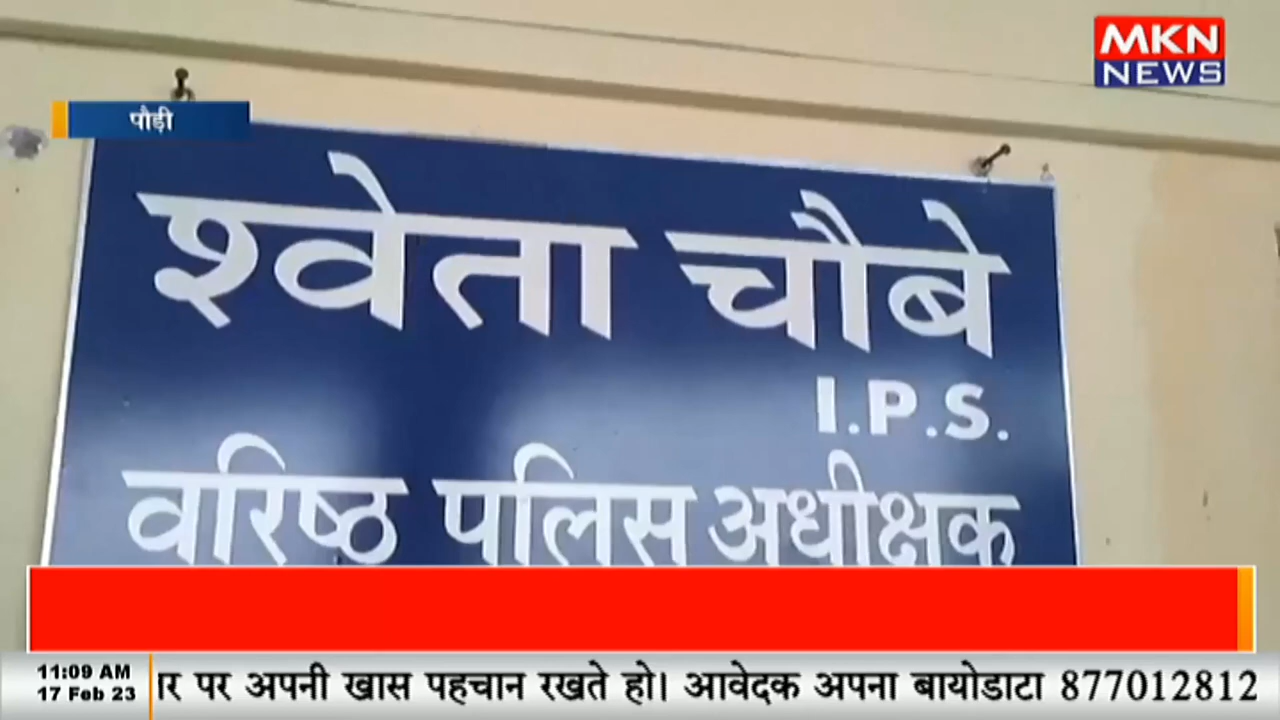 MKN
NEWS
पौड़ी
श्वेता चौबे
I.P.S.
वरिष्ठ पुलिस अधीक्षक
11:09 AM
17 Feb 23
पर अपनी खास पहचान रखते हो। आवेदक अपना बायोडाटा 877012812